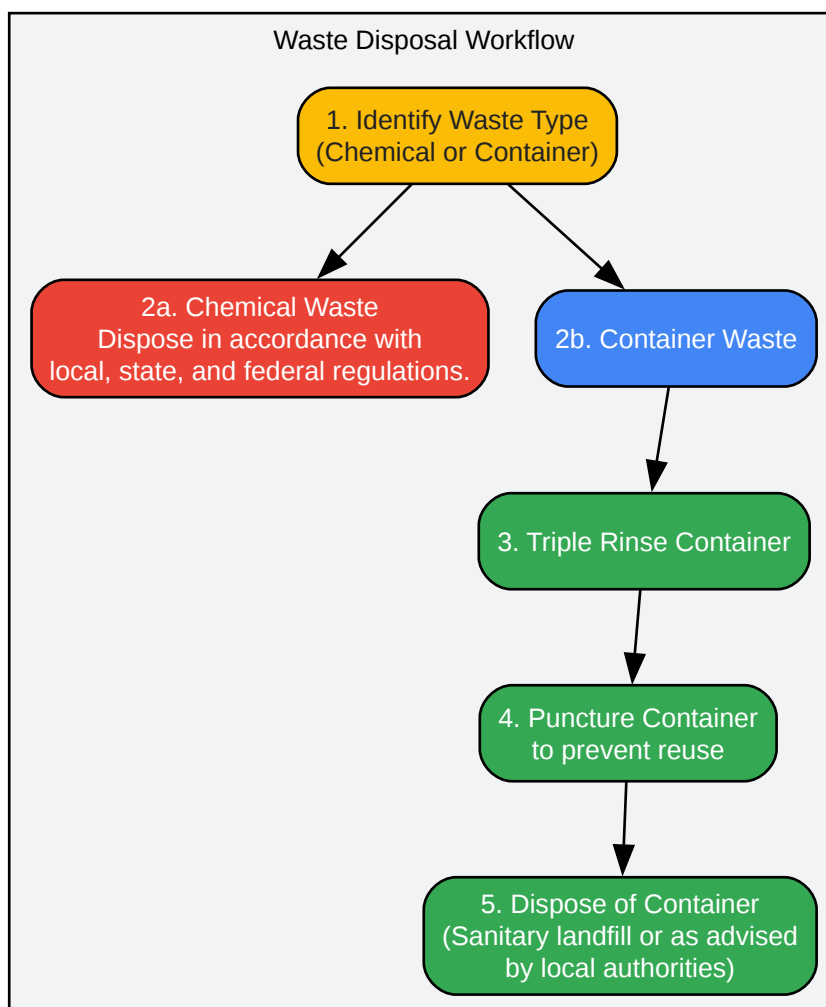 Waste Disposal Workflow
1. Identify Waste Type
(Chemical or Container)
2a. Chemical Waste
Dispose in accordance with
local, state, and federal regulations.
2b. Container Waste
3. Triple Rinse Container
4. Puncture Container
to prevent reuse
5. Dispose of Container
(Sanitary landfill or as advised
by local authorities)